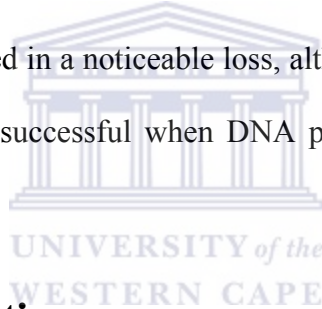 ed in a noticeable loss, alt
successful when DNA p
UNIVERSITY of the
WESTERN CAPE